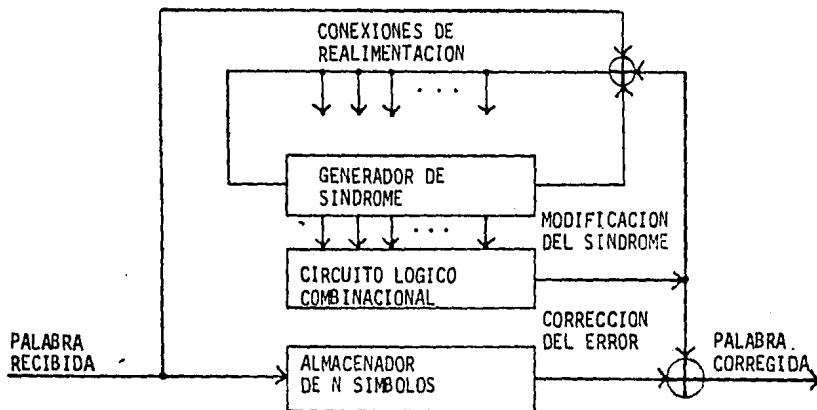 CONEXIONES DE
REALIMENTACION
GENERADOR DE
SINDROME
MODIFICACION
DEL SINDROME
CIRCUITO LOGICO
COMBINACIONAL
CORRECCION
DEL ERROR
PALABRA
RECIBIDA
ALMACENADOR
DE N SIMBOLOS
PALABRA.
CORREGIDA